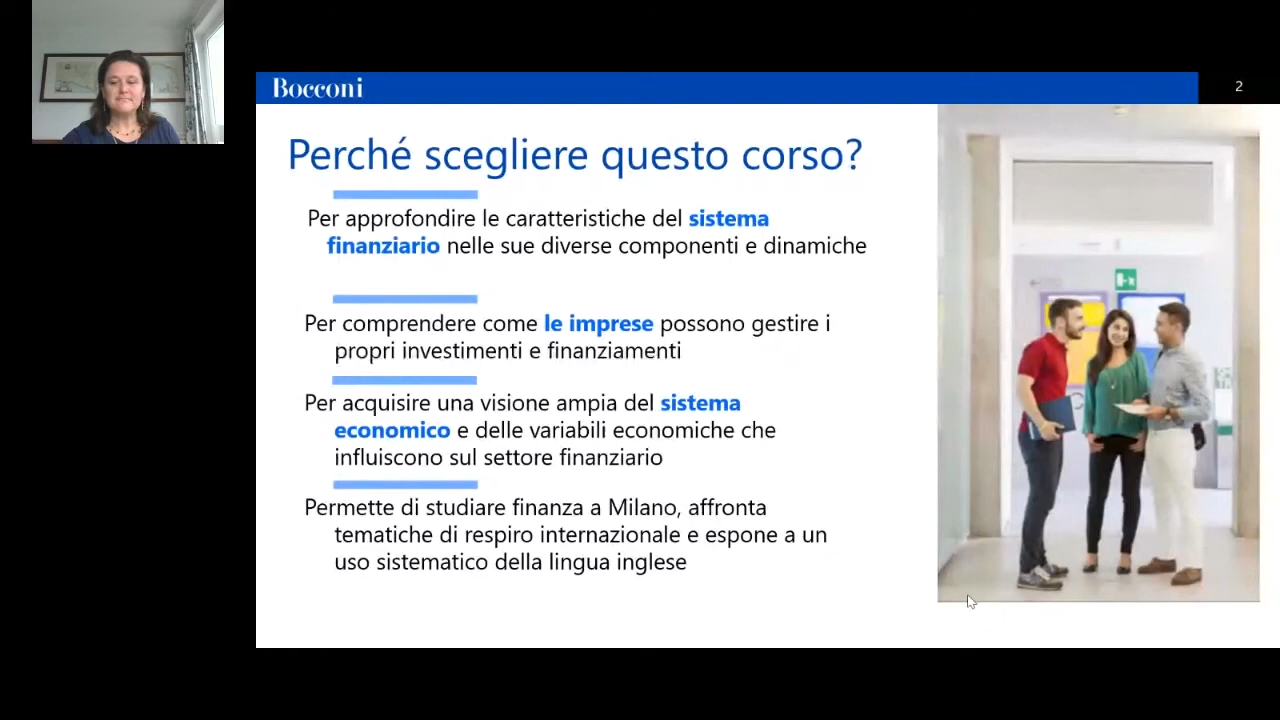 Bocconi
2
Perché scegliere questo corso?
Per approfondire le caratteristiche del sistema
finanziario nelle sue diverse componenti e dinamiche
Per comprendere come le imprese possono gestire i
propri investimenti e finanziamenti
Per acquisire una visione ampia del sistema
economico e delle variabili economiche che
influiscono sul settore finanziario
Permette di studiare finanza a Milano, affronta
tematiche di respiro internazionale e espone a un
uso sistematico della lingua inglese